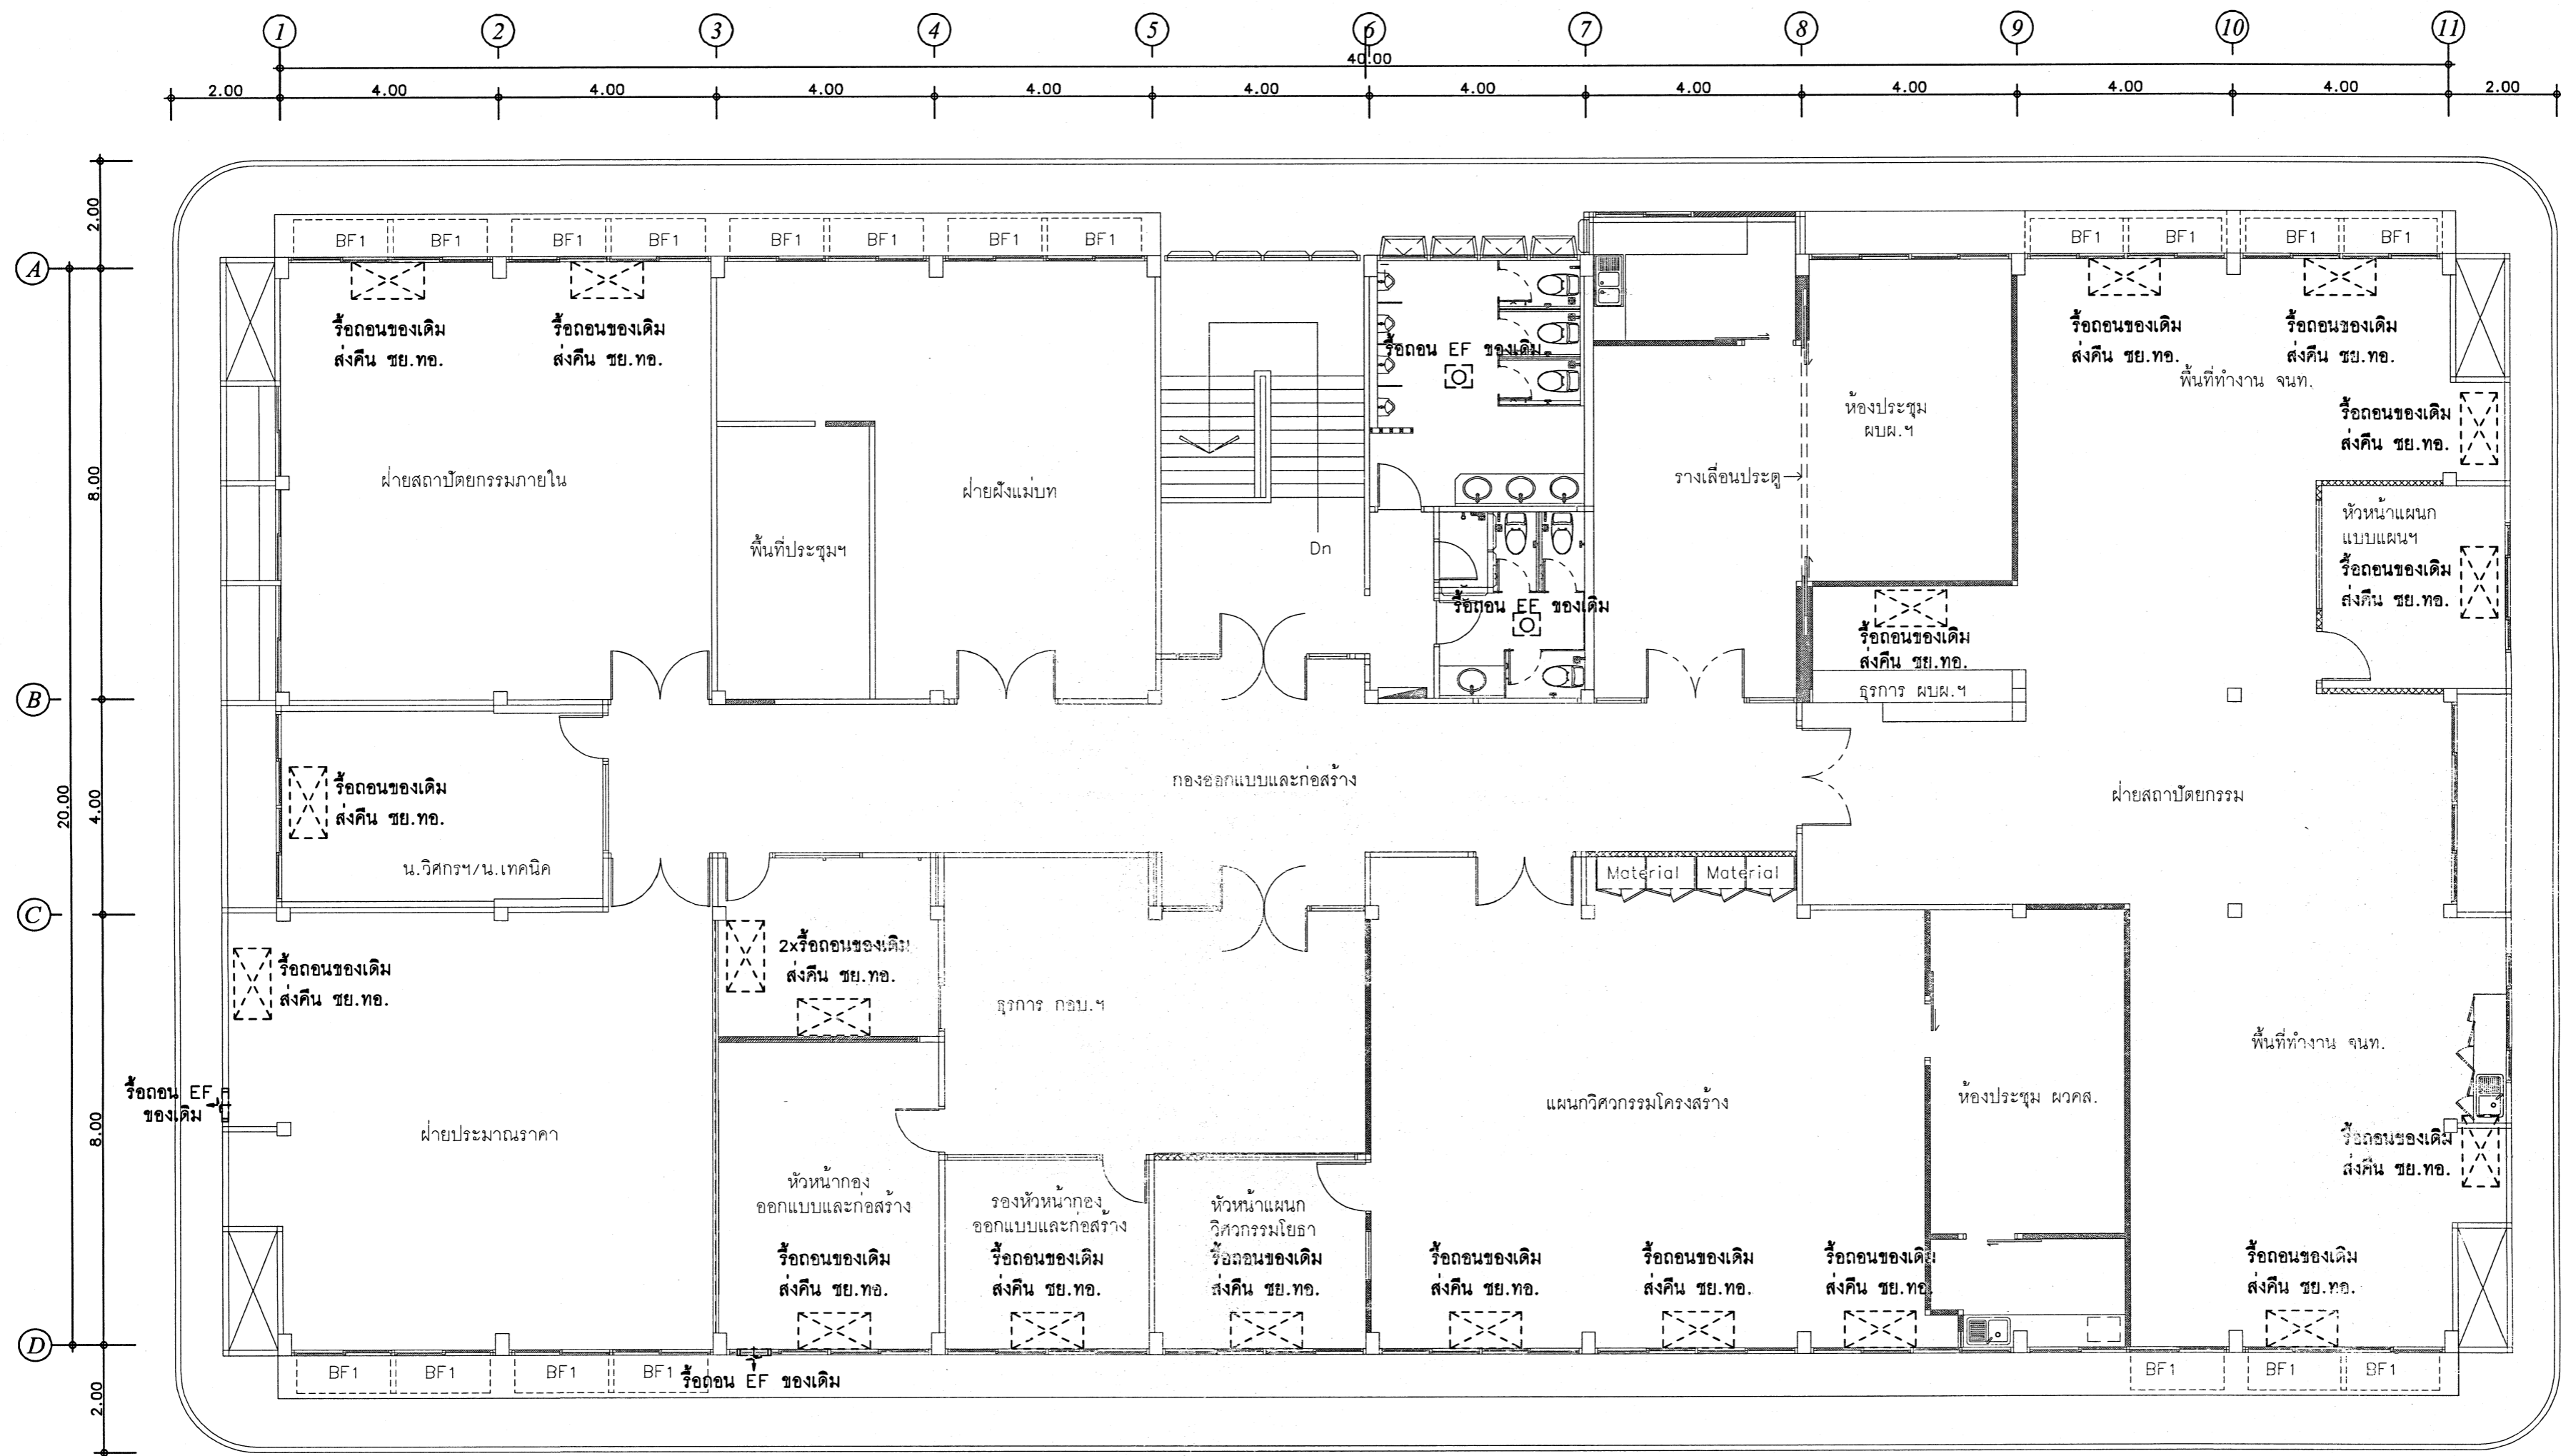 1 2 3 4 5 6 7 8 9 10 11
40.00
2.00 4.00 4.00 4.00 4.00 4.00 4.00 4.00 4.00 4.00 4.00 2.00
2.00
A
8.00
B
20.00
4.00
C
8.00
D
2.00
BF1 BF1 BF1 BF1 BF1 BF1 BF1 BF1
BF1 BF1 BF1 BF1
รื้อถอนของเดิม
ส่งคืน ชย.ทอ.
รื้อถอนของเดิม
ส่งคืน ชย.ทอ.
รื้อถอน EF ของเดิม
รื้อถอนของเดิม
ส่งคืน ชย.ทอ.
รื้อถอนของเดิม
ส่งคืน ชย.ทอ.
พื้นที่ทำงาน จนท.
รื้อถอนของเดิม
ส่งคืน ชย.ทอ.
ห้องประชุม
ผบผ.ฯ
ฝ่ายสถาปัตยกรรมภายใน
ฝ่ายผังแม่บท
รางเลื่อนประตู
พื้นที่ประชุมฯ
Dn
หัวหน้าแผนก
แบบแผนฯ
รื้อถอนของเดิม
ส่งคืน ชย.ทอ.
รื้อถอน EF ของเดิม
รื้อถอนของเดิม
ส่งคืน ชย.ทอ.
ธุรการ ผบผ.ฯ
รื้อถอนของเดิม
ส่งคืน ชย.ทอ.
กองออกแบบและก่อสร้าง
ฝ่ายสถาปัตยกรรม
น.วิศกรฯ/น.เทคนิค
Material Material
รื้อถอนของเดิม
ส่งคืน ชย.ทอ.
2xรื้อถอนของเดิม
ส่งคืน ชย.ทอ.
ธุรการ กอบ.ฯ
พื้นที่ทำงาน จนท.
รื้อถอน EF
ของเดิม
ฝ่ายประมาณราคา
แผนกวิศวกรรมโครงสร้าง
ห้องประชุม ผวคส.
รื้อถอนของเดิม
ส่งคืน ชย.ทอ.
หัวหน้ากอง
ออกแบบและก่อสร้าง
รื้อถอนของเดิม
ส่งคืน ชย.ทอ.
รองหัวหน้ากอง
ออกแบบและก่อสร้าง
รื้อถอนของเดิม
ส่งคืน ชย.ทอ.
หัวหน้าแผนก
วิศวกรรมโยธา
รื้อถอนของเดิม
ส่งคืน ชย.ทอ.
รื้อถอนของเดิม
ส่งคืน ชย.ทอ.
รื้อถอนของเดิม
ส่งคืน ชย.ทอ.
รื้อถอนของเดิม
ส่งคืน ชย.ทอ.
รื้อถอนของเดิม
ส่งคืน ชย.ทอ.
BF1 BF1 BF1 BF1
รื้อถอน EF ของเดิม
BF1 BF1 BF1